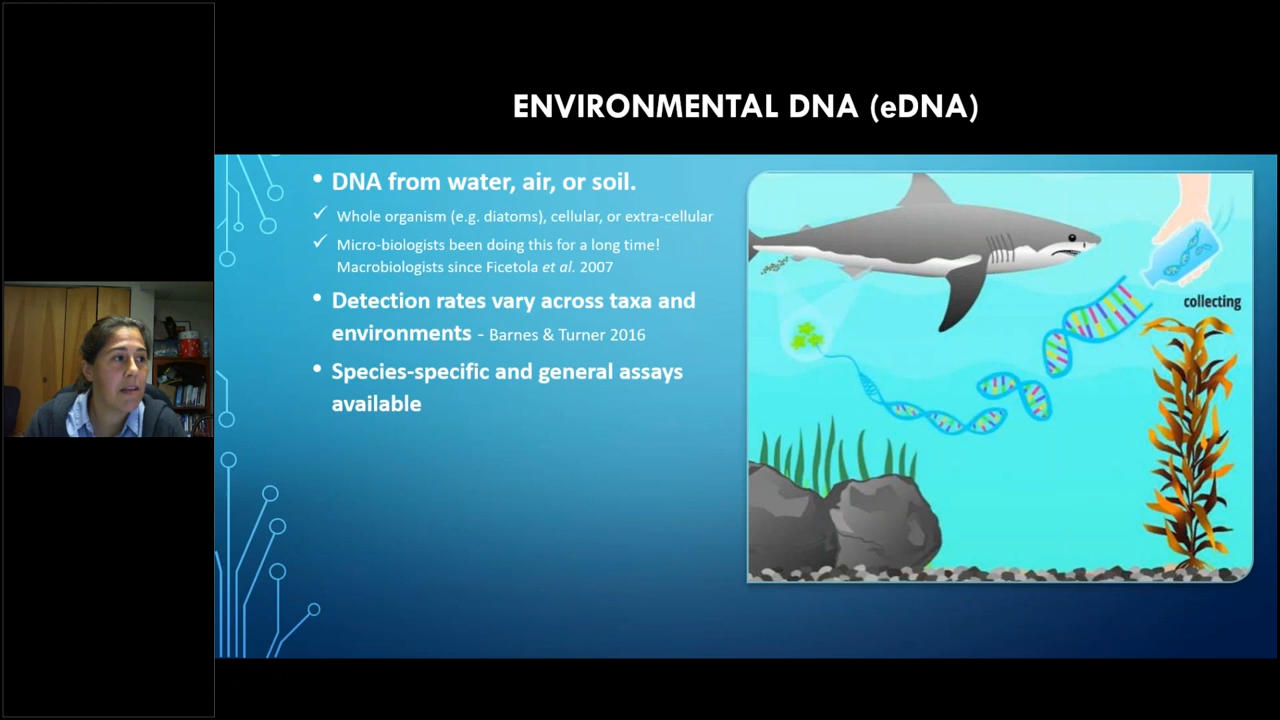 ENVIRONMENTAL DNA (eDNA)
• DNA from water, air, or soil.
✓ Whole organism (e.g. diatoms), cellular, or extra-cellular
✓ Micro-biologists been doing this for a long time!
Macrobiologists since Ficetola et al. 2007
• Detection rates vary across taxa and
environments - Barnes & Turner 2016
• Species-specific and general assays
available
collecting